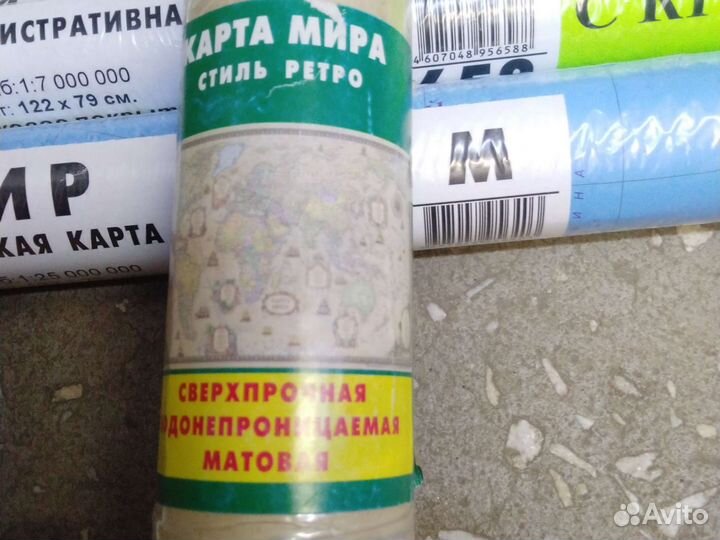 ИСТРАТИВНА
б:1:7 000 000
т: 122 x 79 см.
ИР
КАЯ КАРТА
б:1:25 000 000
КАРТА МИРА
СТИЛЬ РЕТРО
СВЕРХПРОЧНАЯ
ОДОНЕПРОНИЦАЕМАЯ
МАТОВАЯ
4607048956588
С К
М
Avito